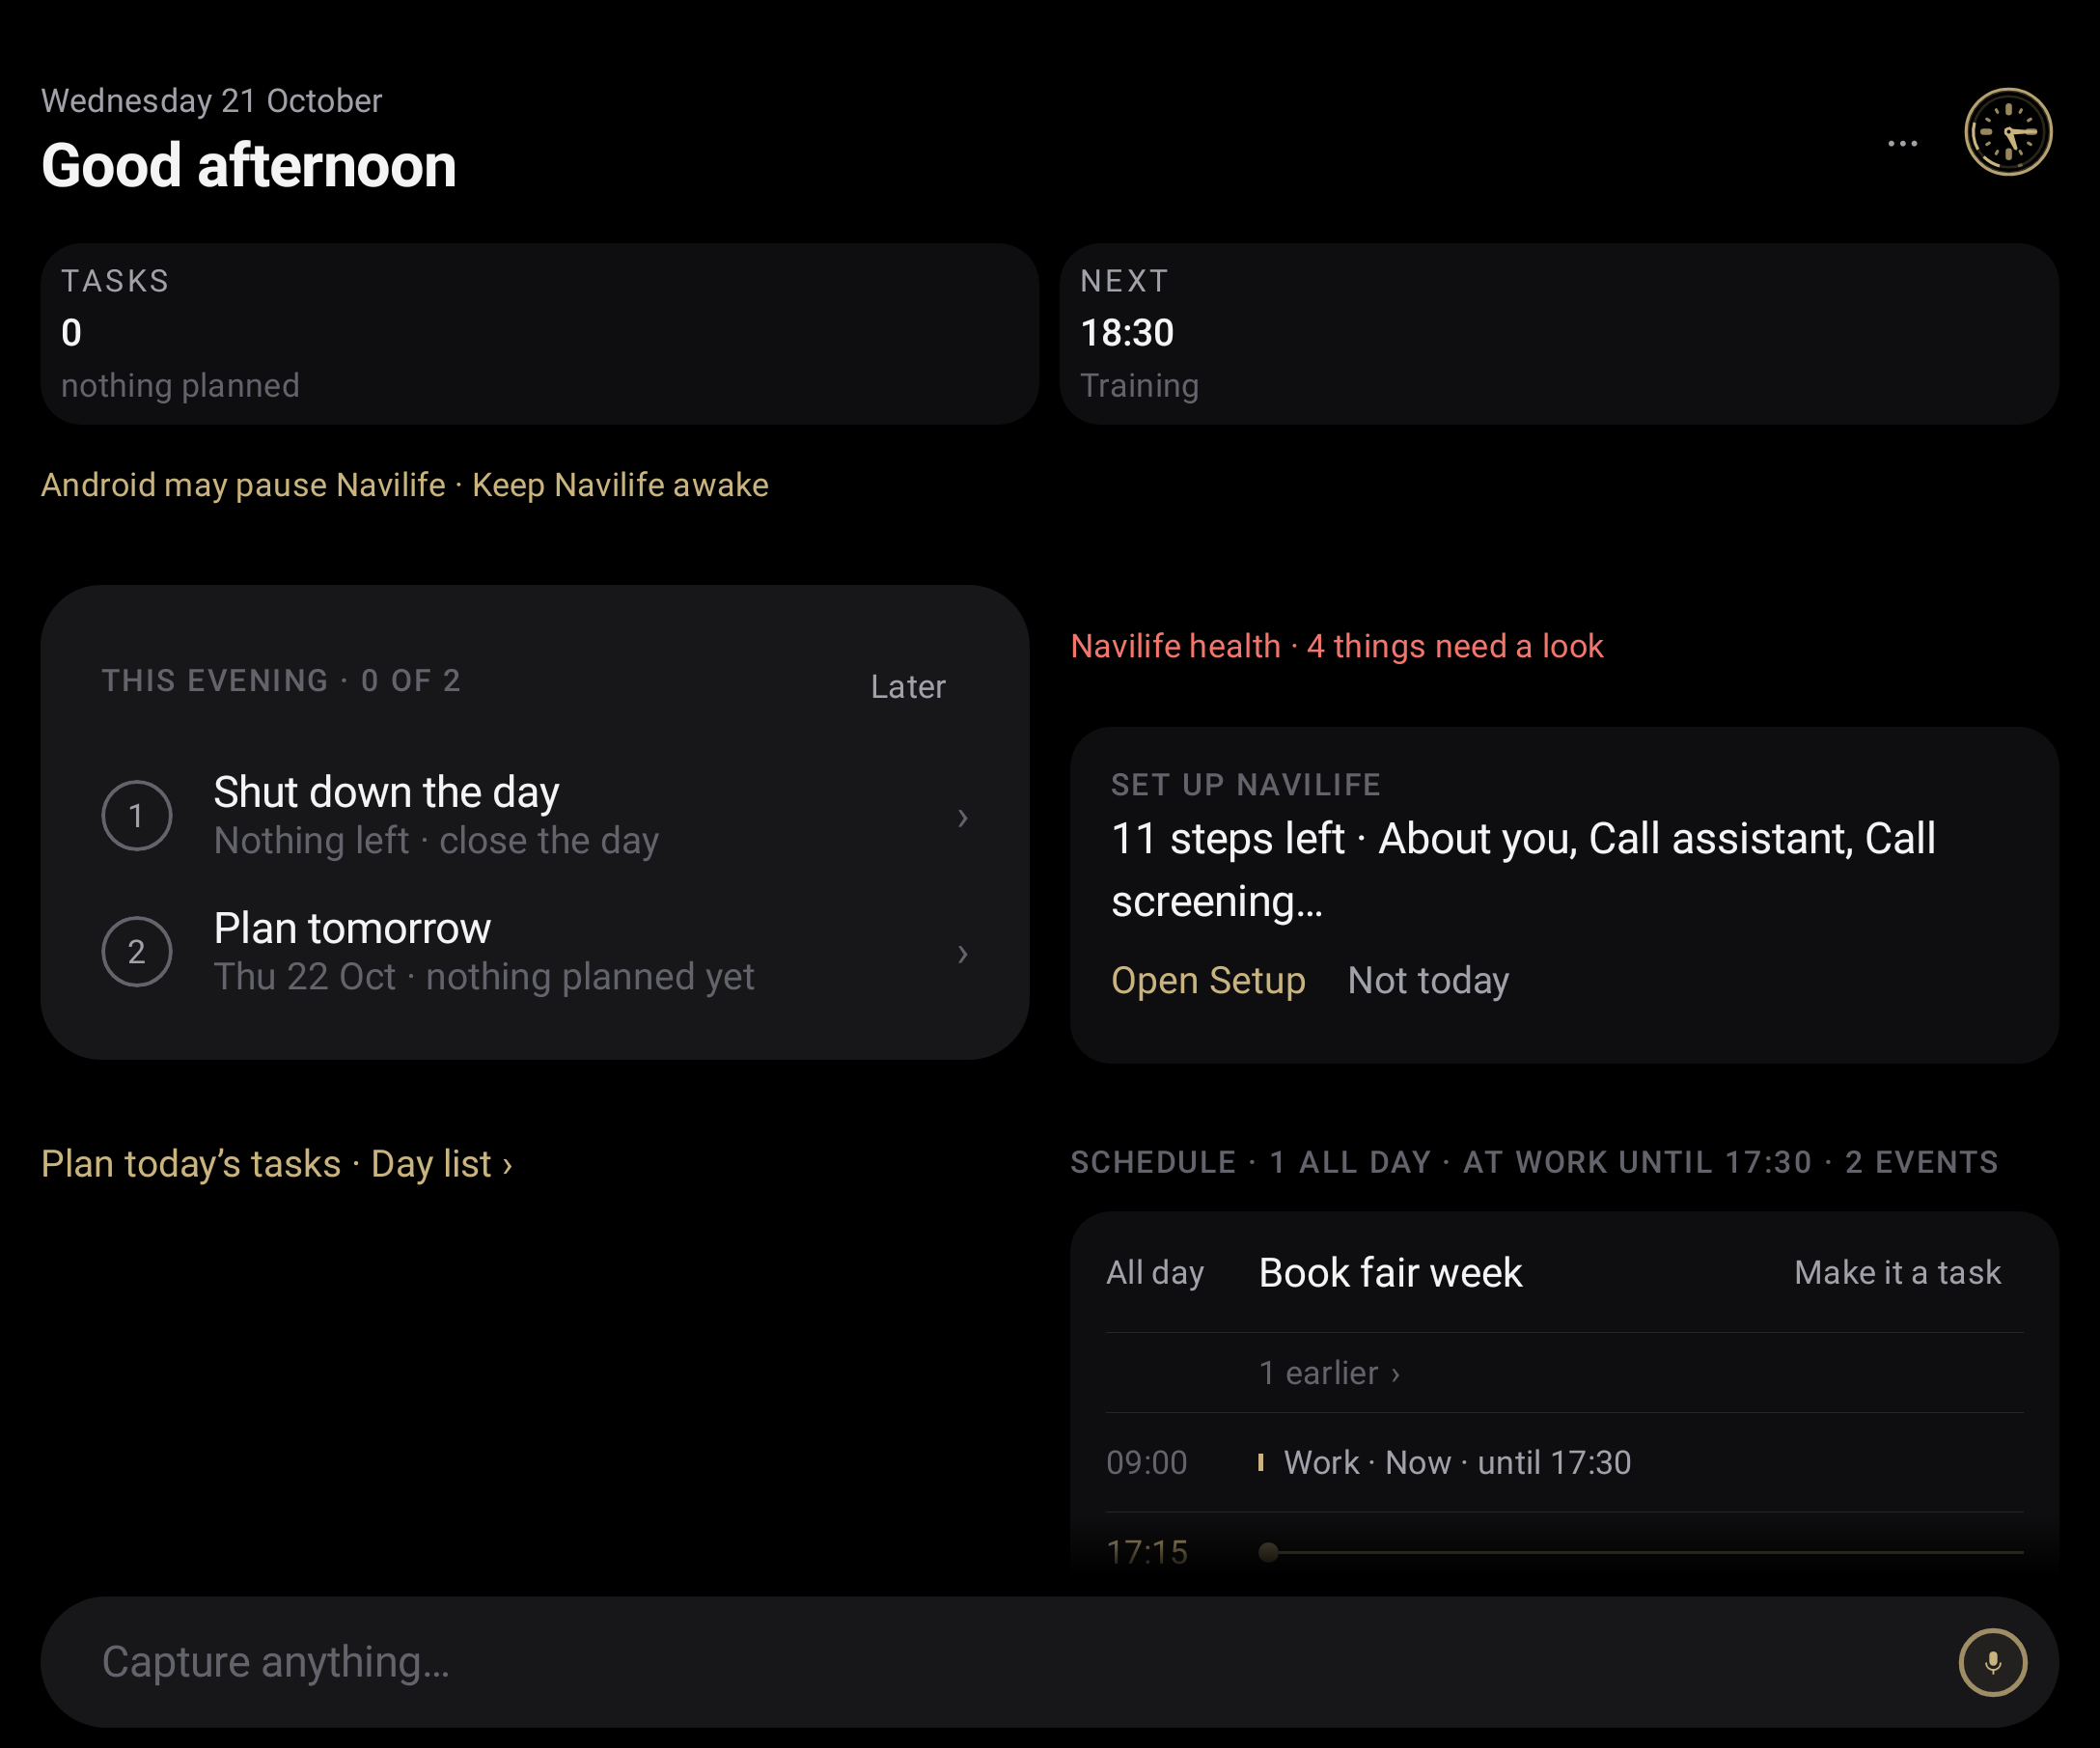 Wednesday 21 October
Good afternoon
...
TASKS
0
nothing planned
NEXT
18:30
Training
Android may pause Navilife · Keep Navilife awake
THIS EVENING · 0 OF 2
Later
1
Shut down the day
Nothing left · close the day
›
2
Plan tomorrow
Thu 22 Oct · nothing planned yet
›
Plan today’s tasks · Day list ›
Navilife health · 4 things need a look
SET UP NAVILIFE
11 steps left · About you, Call assistant, Call
screening…
Open Setup
Not today
SCHEDULE · 1 ALL DAY · AT WORK UNTIL 17:30 · 2 EVENTS
All day
Book fair week
Make it a task
1 earlier ›
09:00
Work · Now · until 17:30
17:15
Capture anything…